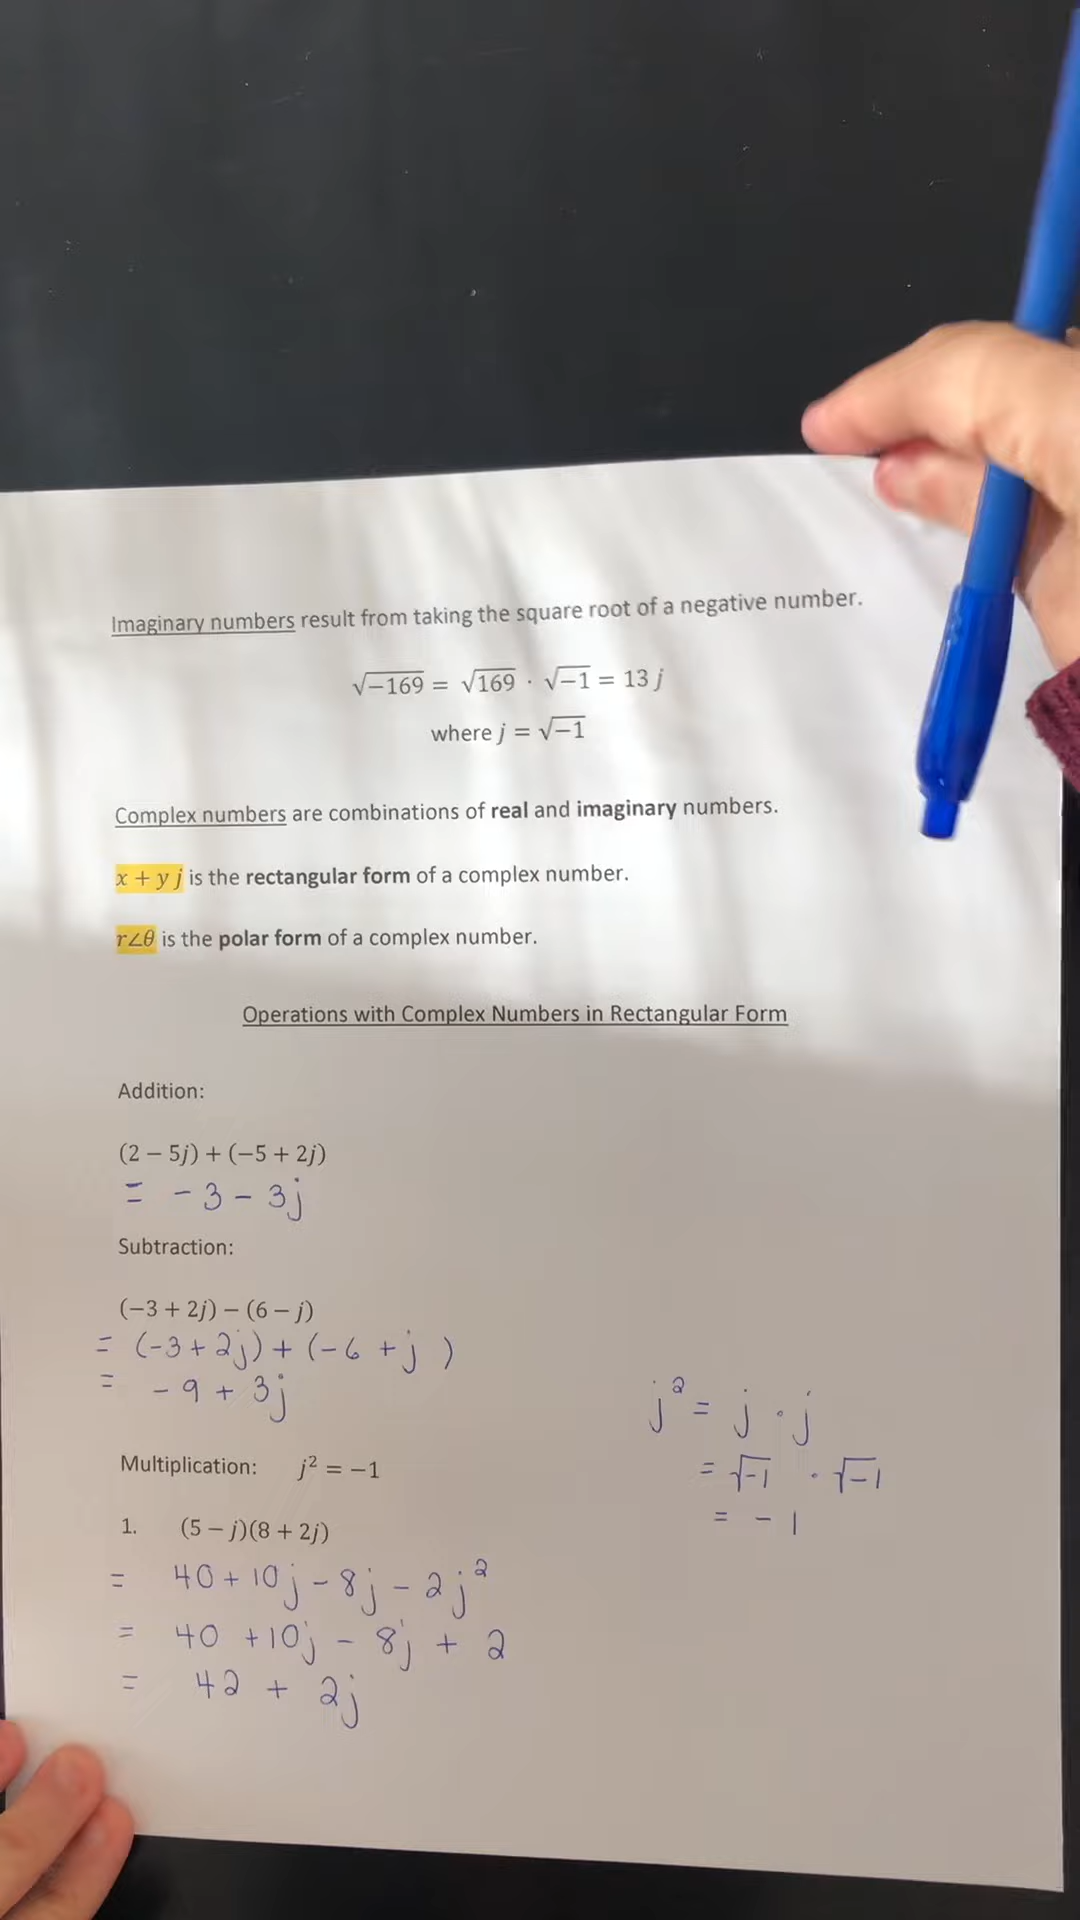 Imaginary numbers result from taking the square root of a negative number.
√−169 = √169 · √−1 = 13 j
where j = √−1
Complex numbers are combinations of real and imaginary numbers.
x + y j is the rectangular form of a complex number.
r∠θ is the polar form of a complex number.
Operations with Complex Numbers in Rectangular Form
Addition:
(2 − 5j) + (−5 + 2j)
= -3 - 3j
Subtraction:
(−3 + 2j) − (6 − j)
= (-3 + 2j) + (-6 + j )
= -9 + 3j
Multiplication: j² = −1
1. (5 − j)(8 + 2j)
= 40 + 10j - 8j - 2j²
= 40 + 10j - 8j + 2
= 42 + 2j
j² = j · j
= √-1 · √-1
= -1